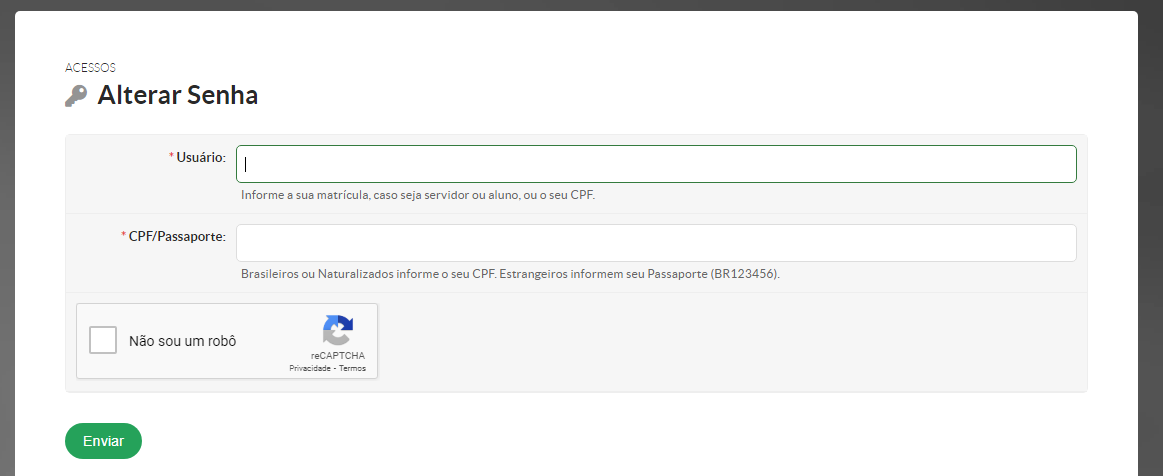 ACESSOS
Alterar Senha
* Usuário:
Informe a sua matrícula, caso seja servidor ou aluno, ou o seu CPF.
* CPF/Passaporte:
Brasileiros ou Naturalizados informe o seu CPF. Estrangeiros informem seu Passaporte (BR123456).
Não sou um robô
reCAPTCHA
Privacidade - Termos
Enviar